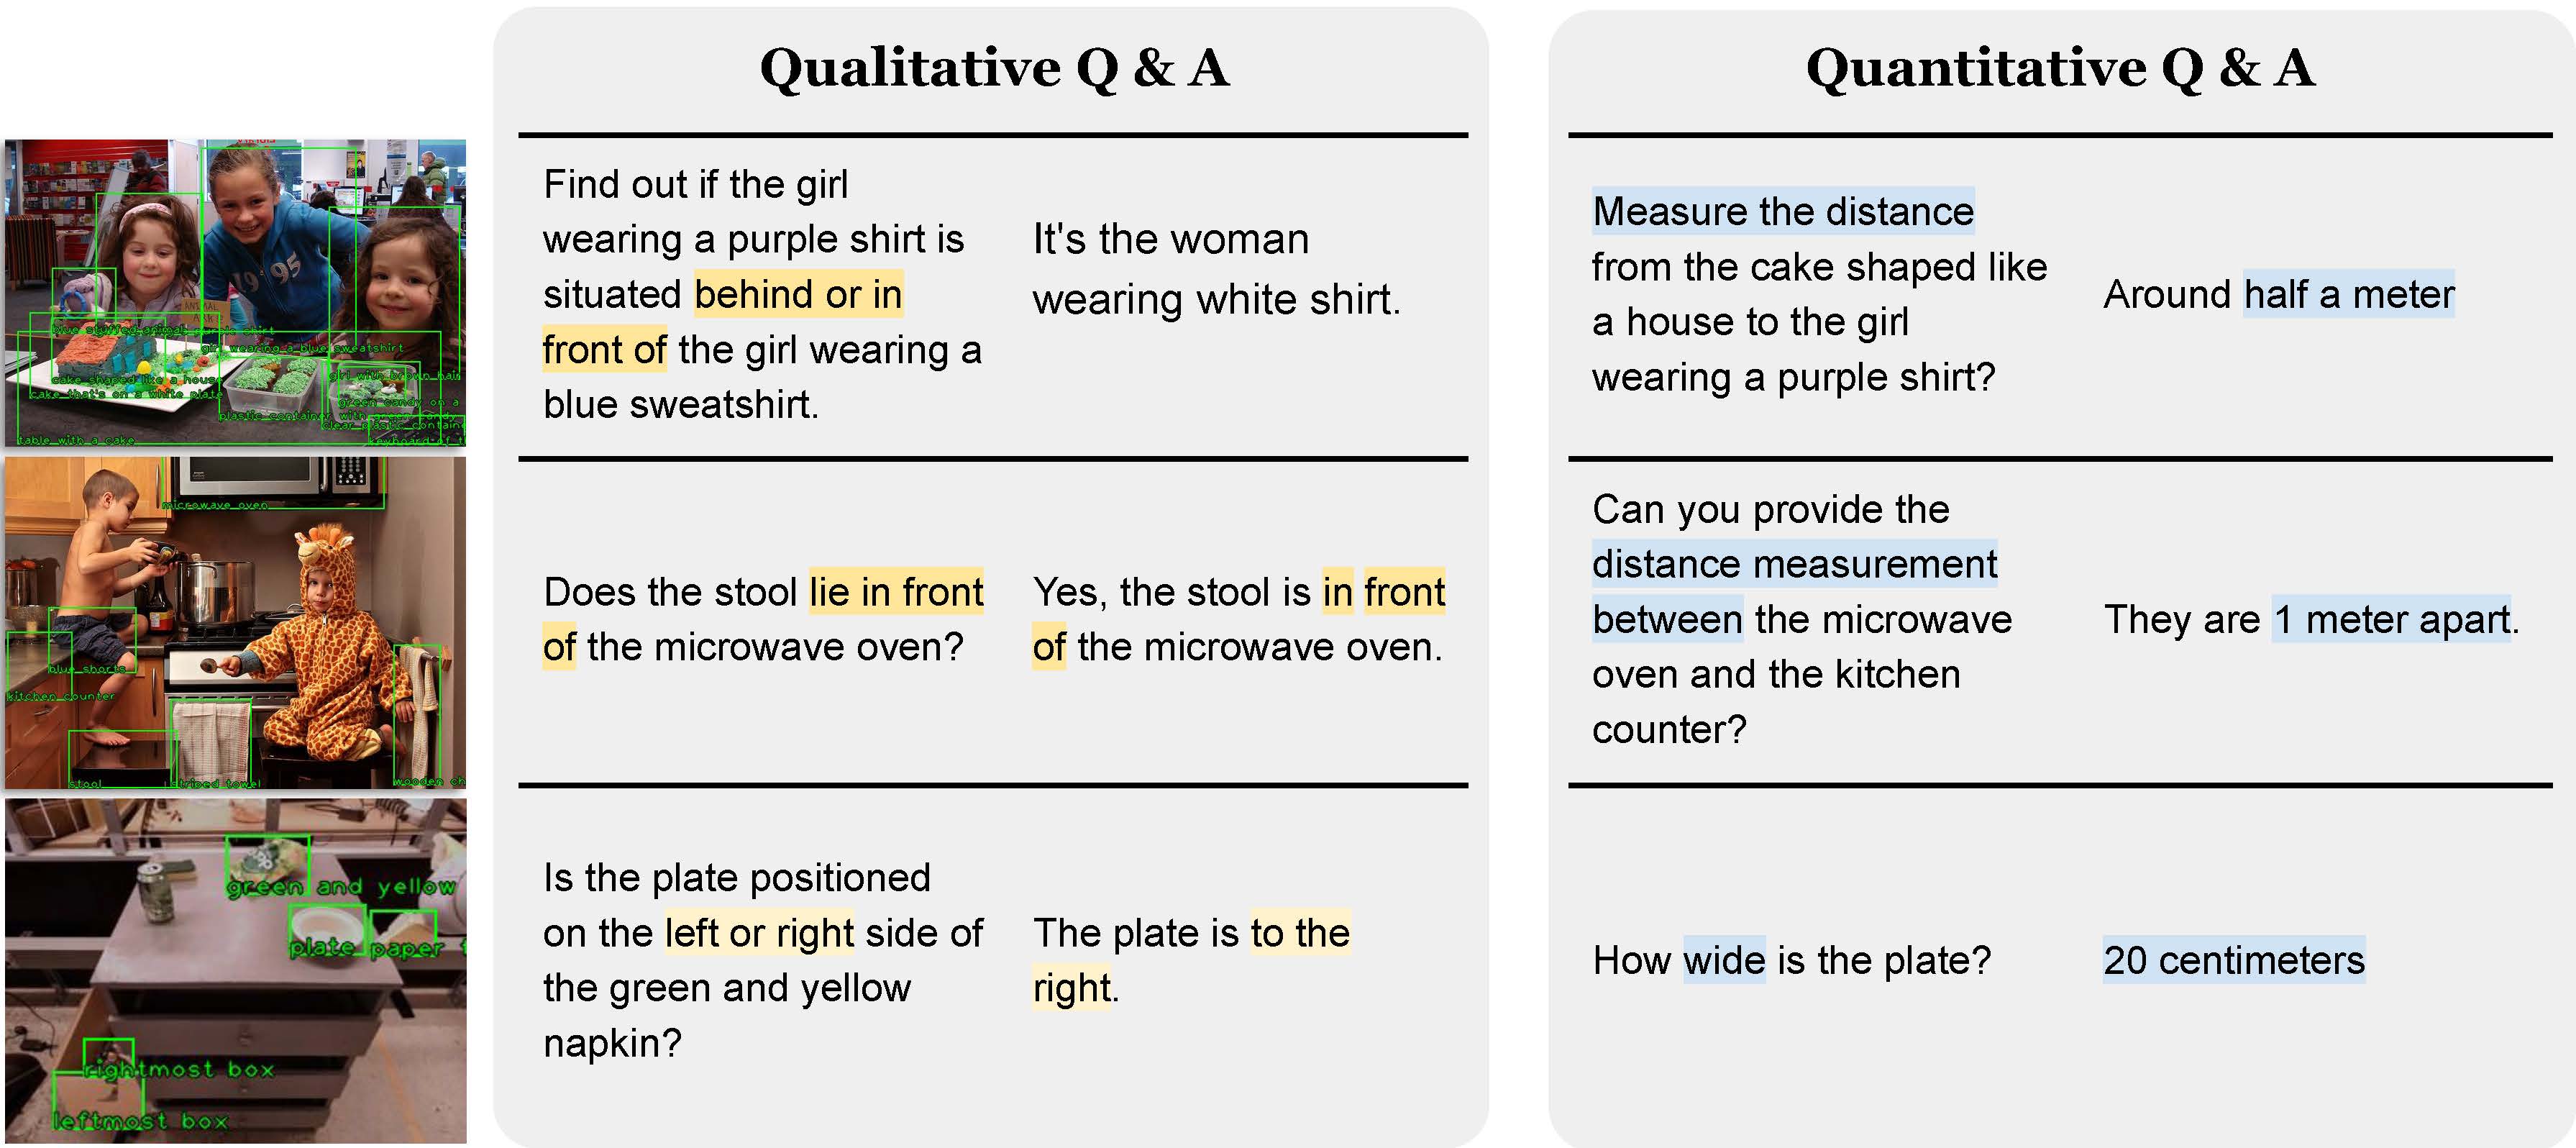 Qualitative Q & A
Find out if the girl
wearing a purple shirt is
situated behind or in
front of the girl wearing a
blue sweatshirt.
It's the woman
wearing white shirt.
Does the stool lie in front
of the microwave oven?
Yes, the stool is in front
of the microwave oven.
Is the plate positioned
on the left or right side of
the green and yellow
napkin?
The plate is to the
right.
Quantitative Q & A
Measure the distance
from the cake shaped like
a house to the girl
wearing a purple shirt?
Around half a meter
Can you provide the
distance measurement
between the microwave
oven and the kitchen
counter?
They are 1 meter apart.
How wide is the plate?
20 centimeters
1995
blue stuffed animal
purple shirt
girl wearing a blue sweatshirt
cake shaped like a house
girl with brown hair
cake that's on a white plate
green candy on a
plastic container with green candy
clear plastic contain
table with a cake
keyboard of t
microwave oven
blue shorts
kitchen counter
stool
striped towel
wooden ch
green and yellow
plate
paper
rightmost box
leftmost box